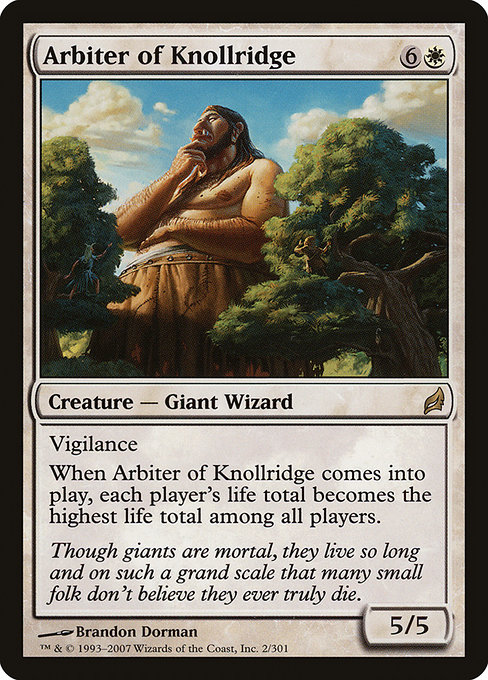 Arbiter of Knollridge 6
Creature — Giant Wizard
Vigilance
When Arbiter of Knollridge comes into
play, each player's life total becomes the
highest life total among all players.
Though giants are mortal, they live so long
and on such a grand scale that many small
folk don't believe they ever truly die.
Brandon Dorman
5/5
™ & © 1993–2007 Wizards of the Coast, Inc. 2/301